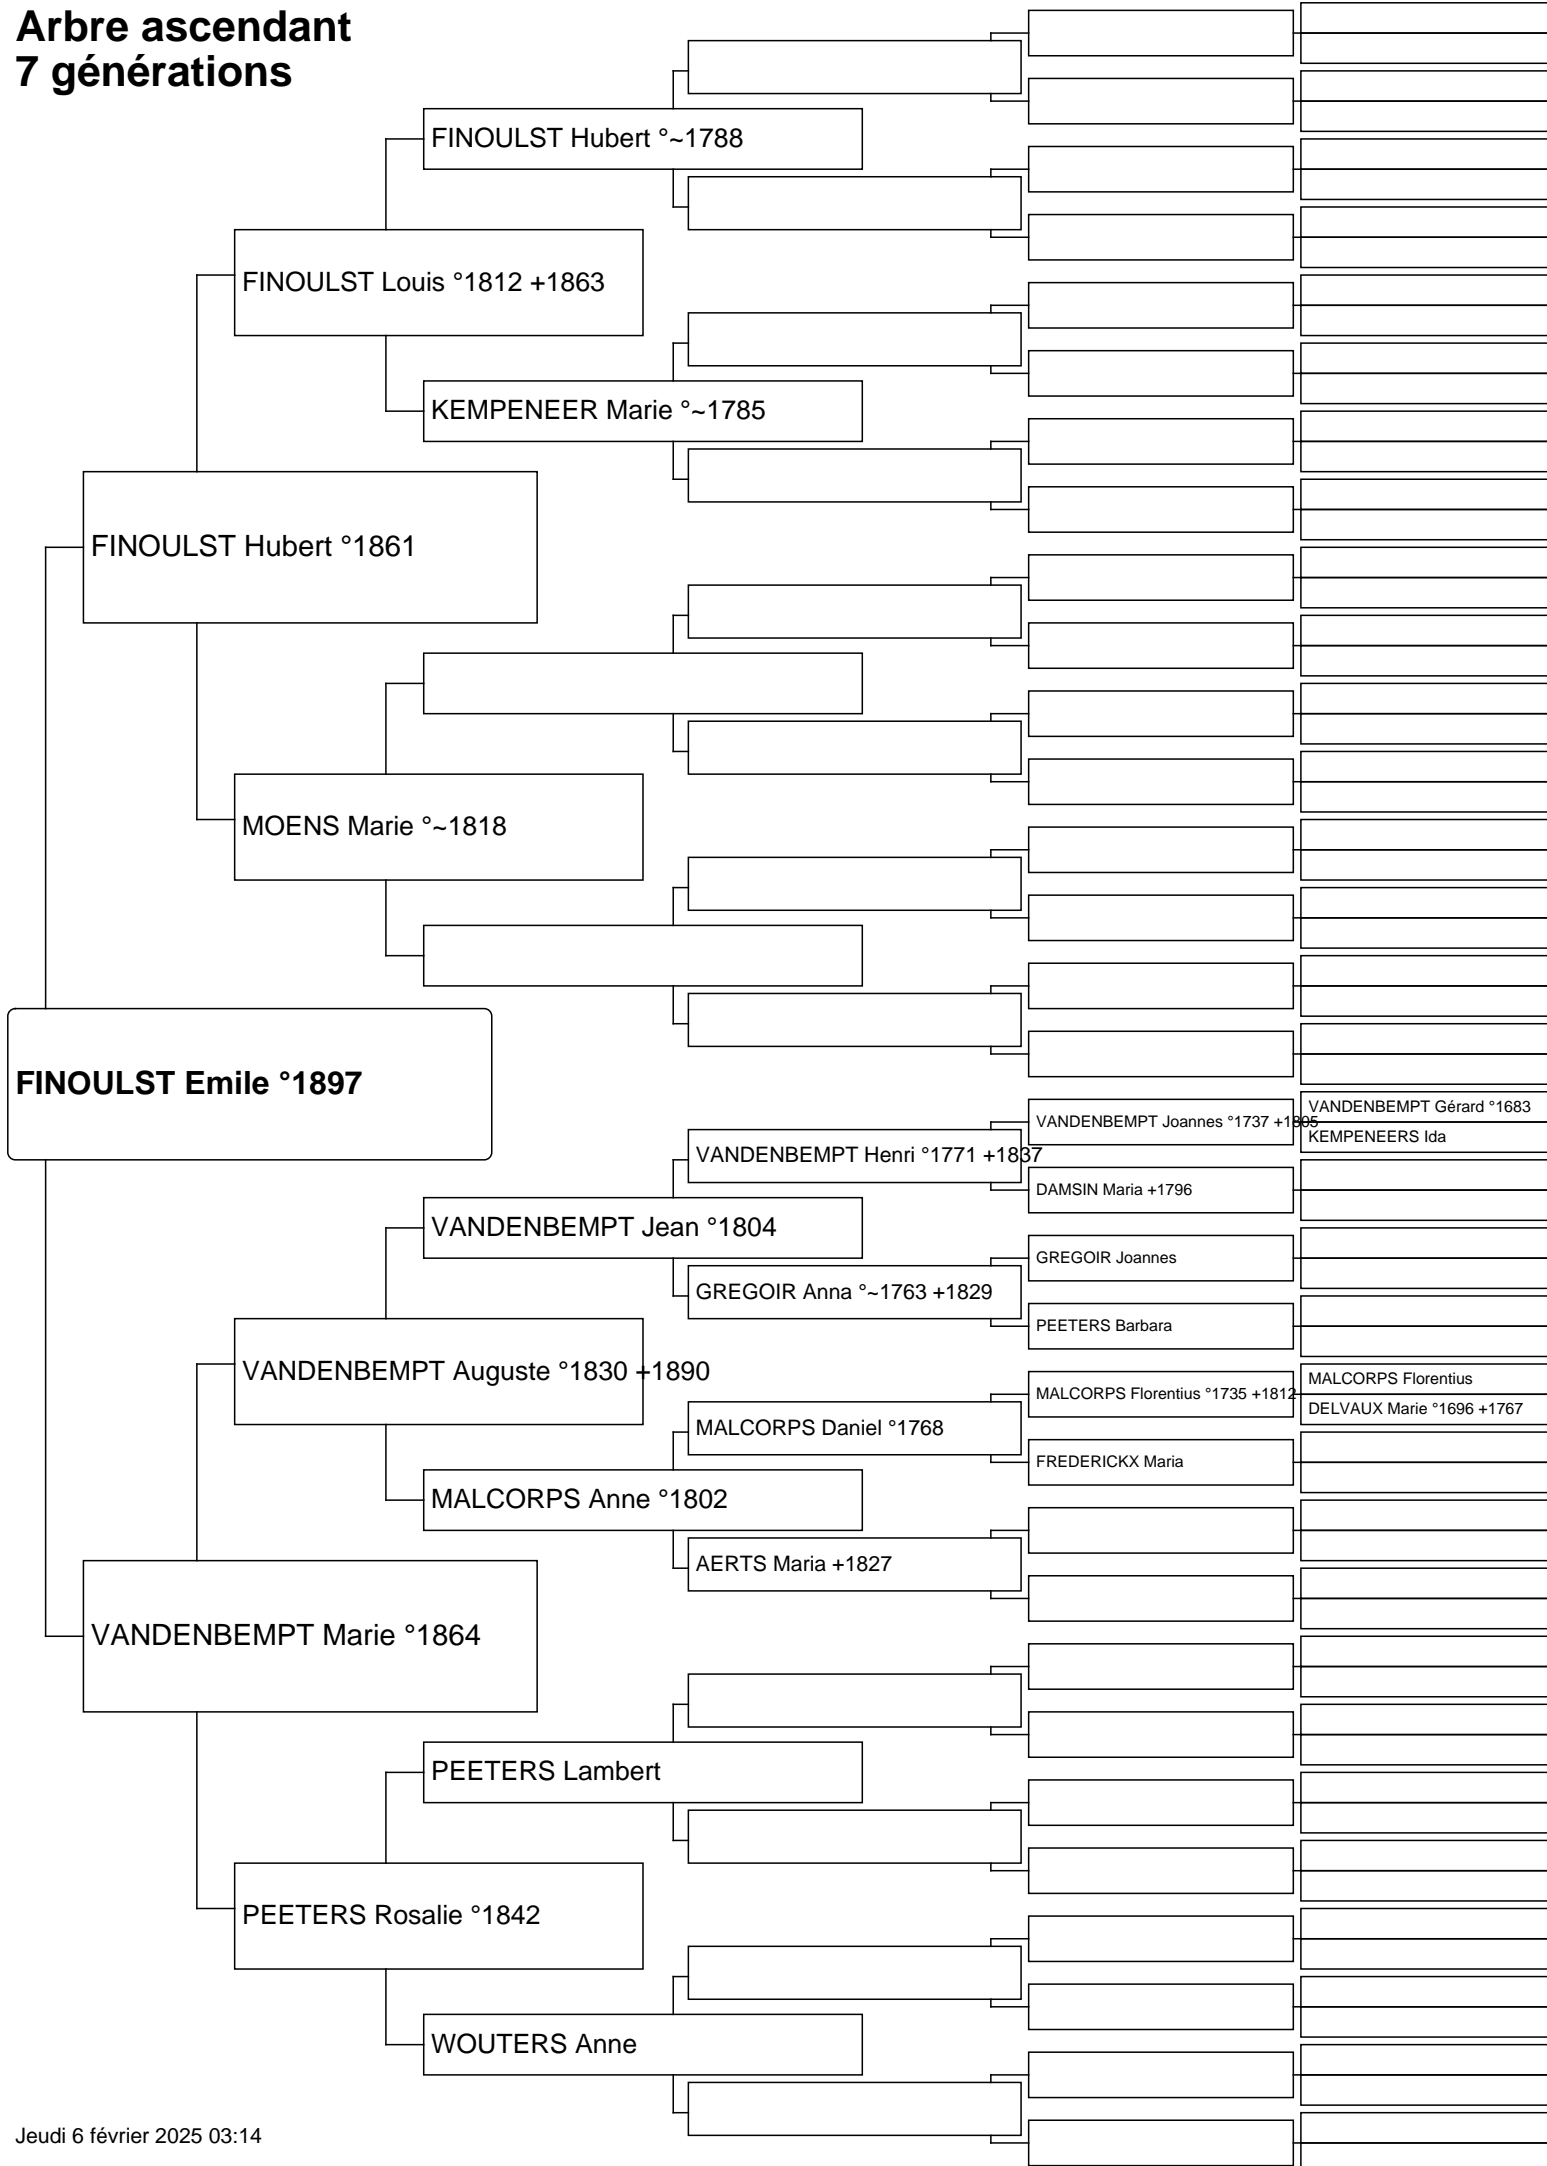 Arbre ascendant
7 générations
FINOULST Hubert °~1788
FINOULST Louis °1812 +1863
KEMPENEER Marie °~1785
FINOULST Hubert °1861
MOENS Marie °~1818
FINOULST Emile °1897
VANDENBEMPT Joannes °1737 +1805
VANDENBEMPT Gérard °1683
KEMPENEERS Ida
VANDENBEMPT Henri °1771 +1837
DAMSIN Maria +1796
VANDENBEMPT Jean °1804
GREGOIR Joannes
GREGOIR Anna °~1763 +1829
PEETERS Barbara
VANDENBEMPT Auguste °1830 +1890
MALCORPS Florentius °1735 +1812
MALCORPS Florentius
DELVAUX Marie °1696 +1767
MALCORPS Daniel °1768
FREDERICKX Maria
MALCORPS Anne °1802
AERTS Maria +1827
VANDENBEMPT Marie °1864
PEETERS Lambert
PEETERS Rosalie °1842
WOUTERS Anne
Jeudi 6 février 2025 03:14